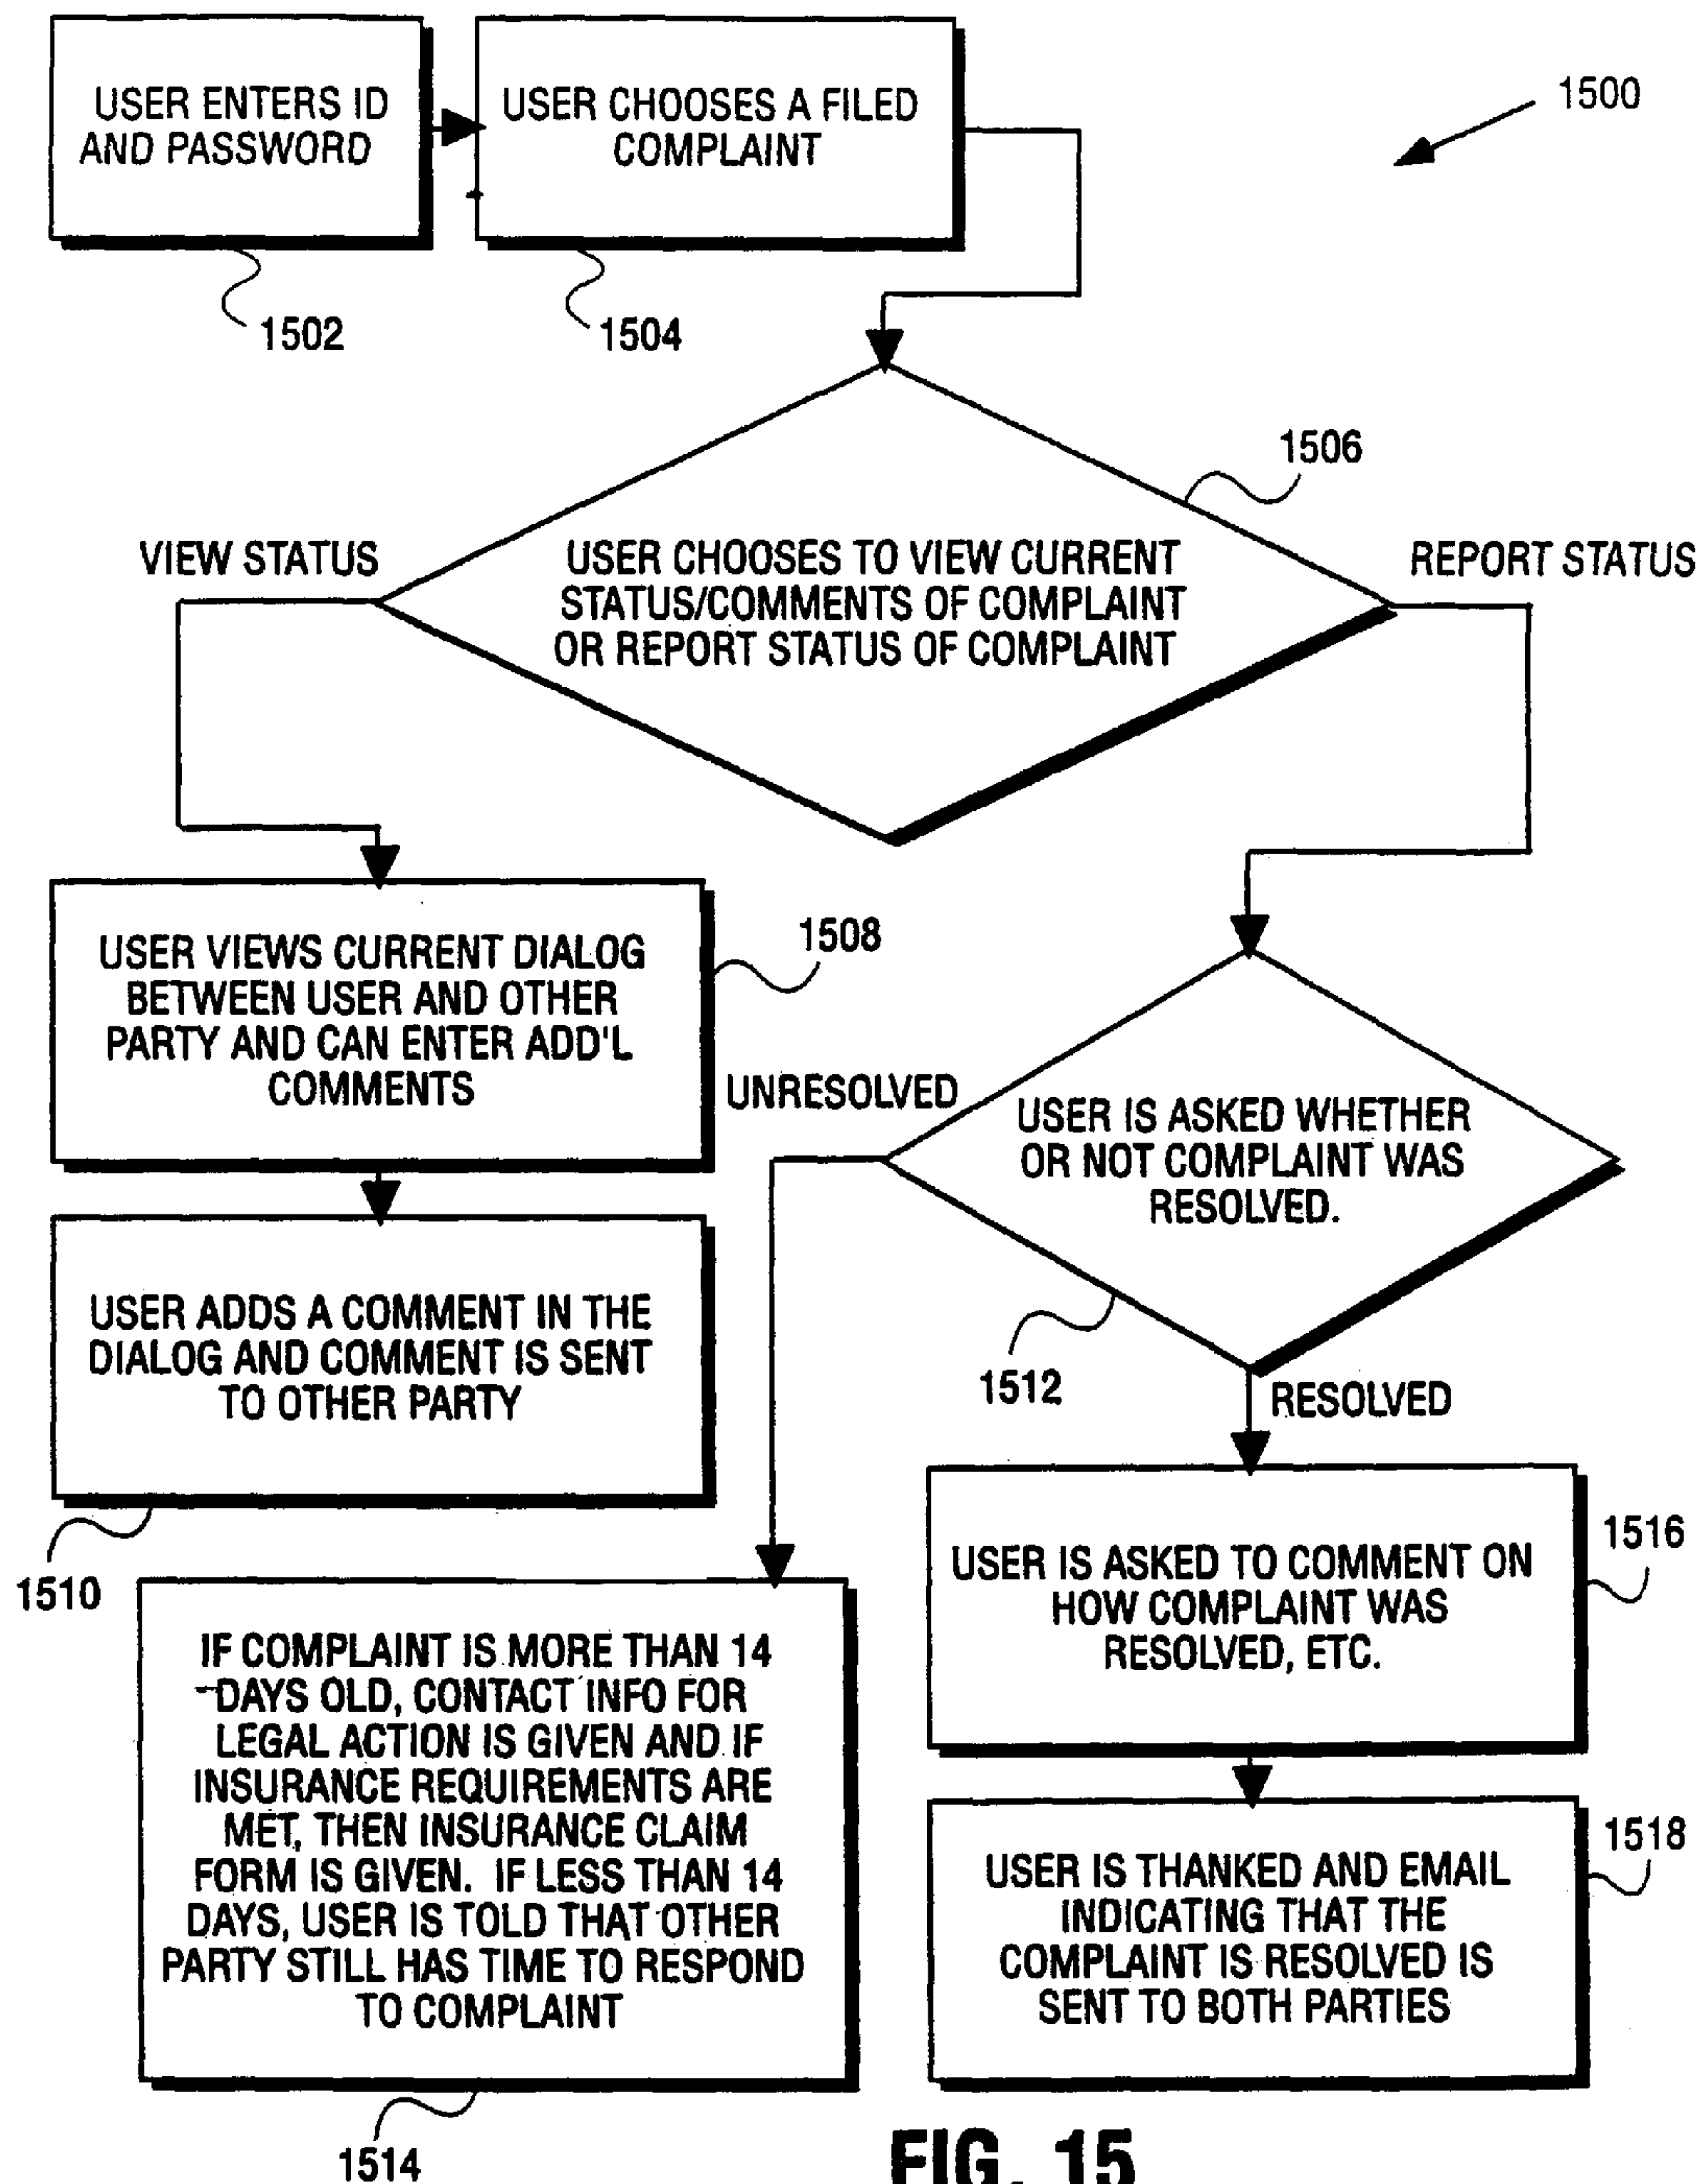 USER ENTERS ID
AND PASSWORD
1502
USER CHOOSES A FILED
COMPLAINT
1504
1500
USER CHOOSES TO VIEW CURRENT
STATUS/COMMENTS OF COMPLAINT
OR REPORT STATUS OF COMPLAINT
1506
VIEW STATUS
REPORT STATUS
USER VIEWS CURRENT DIALOG
BETWEEN USER AND OTHER
PARTY AND CAN ENTER ADD'L
COMMENTS
1508
USER ADDS A COMMENT IN THE
DIALOG AND COMMENT IS SENT
TO OTHER PARTY
1510
USER IS ASKED WHETHER
OR NOT COMPLAINT WAS
RESOLVED.
1512
UNRESOLVED
RESOLVED
IF COMPLAINT IS MORE THAN 14
DAYS OLD, CONTACT INFO FOR
LEGAL ACTION IS GIVEN AND IF
INSURANCE REQUIREMENTS ARE
MET, THEN INSURANCE CLAIM
FORM IS GIVEN. IF LESS THAN 14
DAYS, USER IS TOLD THAT OTHER
PARTY STILL HAS TIME TO RESPOND
TO COMPLAINT
1514
USER IS ASKED TO COMMENT ON
HOW COMPLAINT WAS
RESOLVED, ETC.
1516
USER IS THANKED AND EMAIL
INDICATING THAT THE
COMPLAINT IS RESOLVED IS
SENT TO BOTH PARTIES
1518
FIG. 15